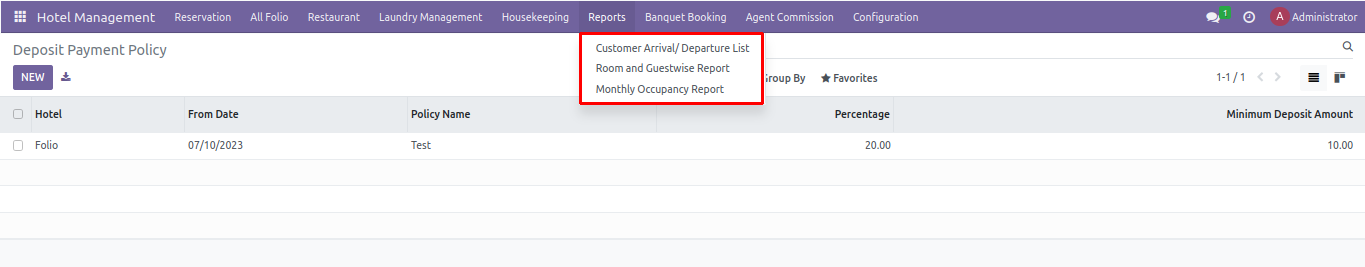 Hotel Management Reservation All Folio Restaurant Laundry Management Housekeeping Reports Banquet Booking Agent Commission Configuration 1 A Administrator
Deposit Payment Policy
Customer Arrival/ Departure List
Room and Guestwise Report
Monthly Occupancy Report
NEW
Group By Favorites 1-1 / 1
Hotel From Date Policy Name Percentage Minimum Deposit Amount
Folio 07/10/2023 Test 20.00 10.00